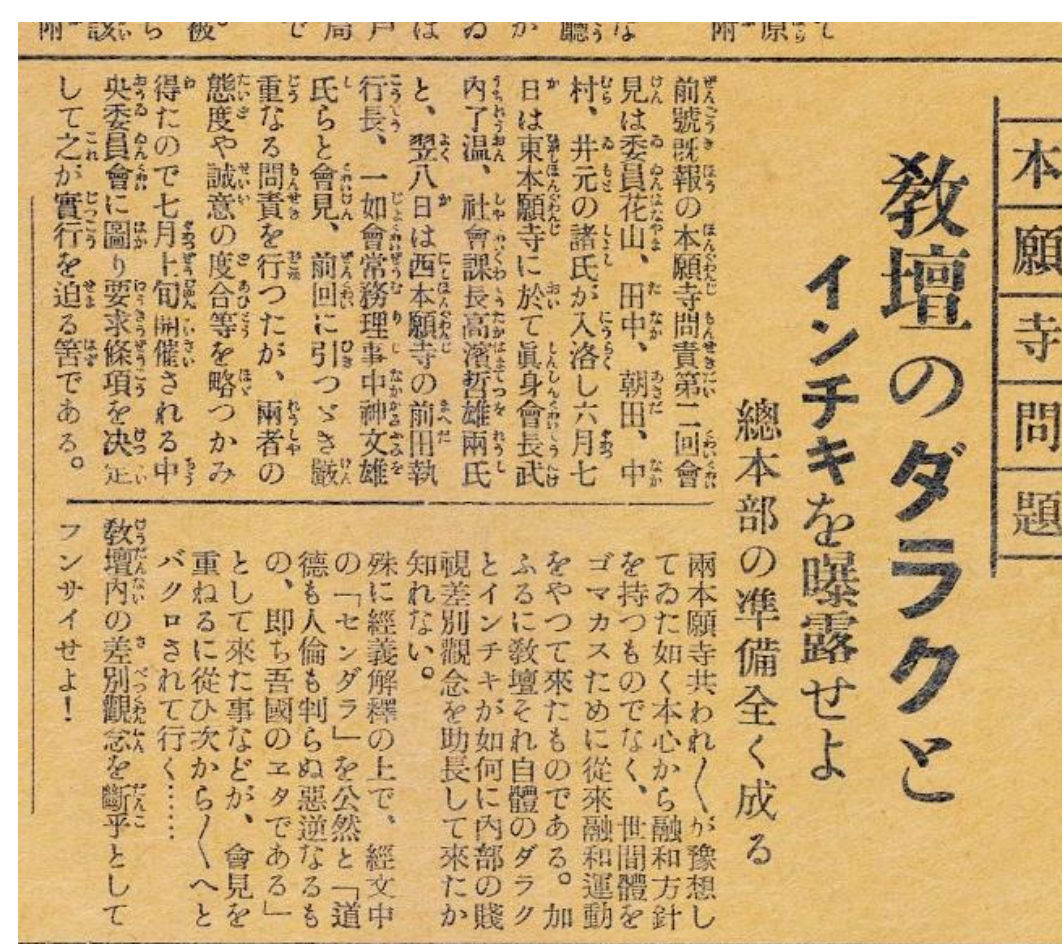 本願寺問題
教壇のダラクと
インチキを曝露せよ
總本部の準備全く成る
前號既報の本願寺問責第二回會
見は委員花山、田中、朝田、中
村、井元の諸氏が入洛し六月七
日は東本願寺に於て眞身會長武
内了温、社會課長高濱哲雄兩氏
と、翌八日は西本願寺の前田執
行長、一如會常務理事中神文雄
氏らと會見、前回に引つゞき嚴
重なる問責を行つたが、兩者の
態度や誠意の度合等を略つかみ
得たので七月上旬開催される中
央委員會に圖り要求條項を决定
して之が實行を迫る筈である。
兩本願寺共われ〱が豫想し
てゐた如く本心から融和方針
を持つものでなく、世間體を
ゴマカスために從來融和運動
をやつて來たものである。加
ふるに教壇それ自體のダラク
とインチキが如何に内部の賤
視差別觀念を助長して來たか
知れない。
殊に經義解釋の上で、經文中
の「センダラ」を公然と「道
德も人倫も判らぬ惡逆なるも
の、即ち吾國のエタである」
として來た事などが、會見を
重ねるに從ひ次から〱へと
バクロされて行く……
教壇内の差別觀念を斷乎として
フンサイせよ！